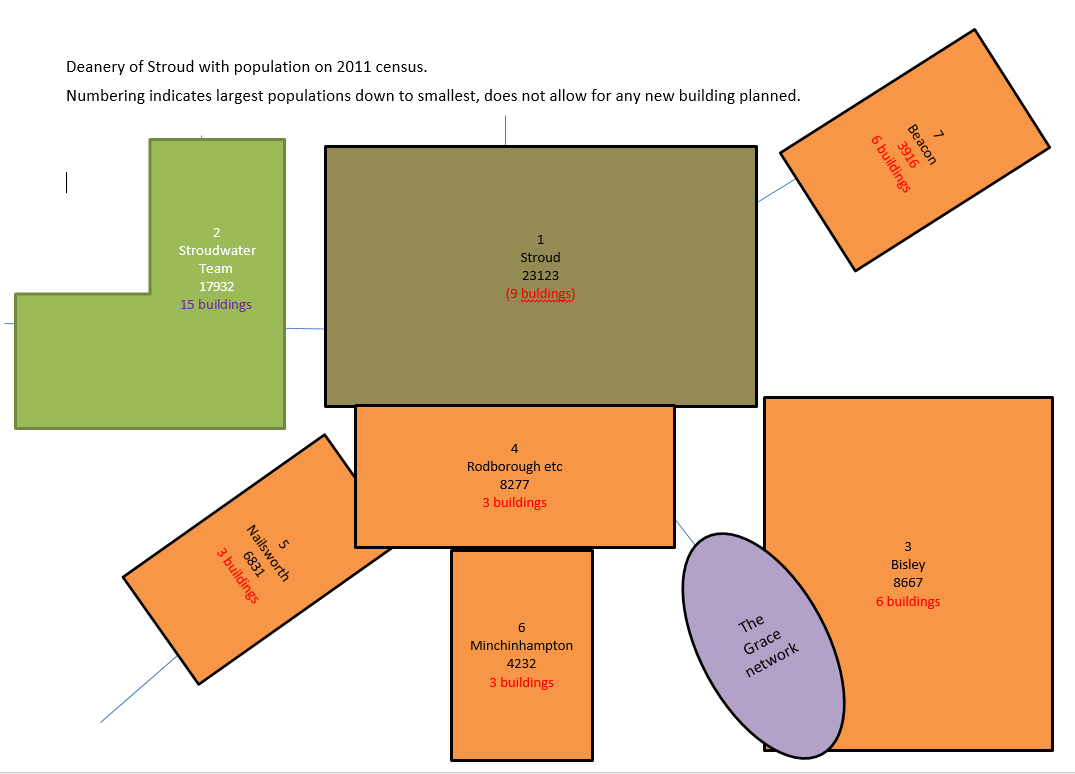 Deanery of Stroud with population on 2011 census.
Numbering indicates largest populations down to smallest, does not allow for any new building planned.
7
Beacon
3916
6 buildings
2
Stroudwater
Team
17932
15 buildings
1
Stroud
23123
(9 buldings)
4
Rodborough etc
8277
3 buildings
5
Nailsworth
6831
3 buildings
3
Bisley
8667
6 buildings
The
Grace
network
6
Minchinhampton
4232
3 buildings